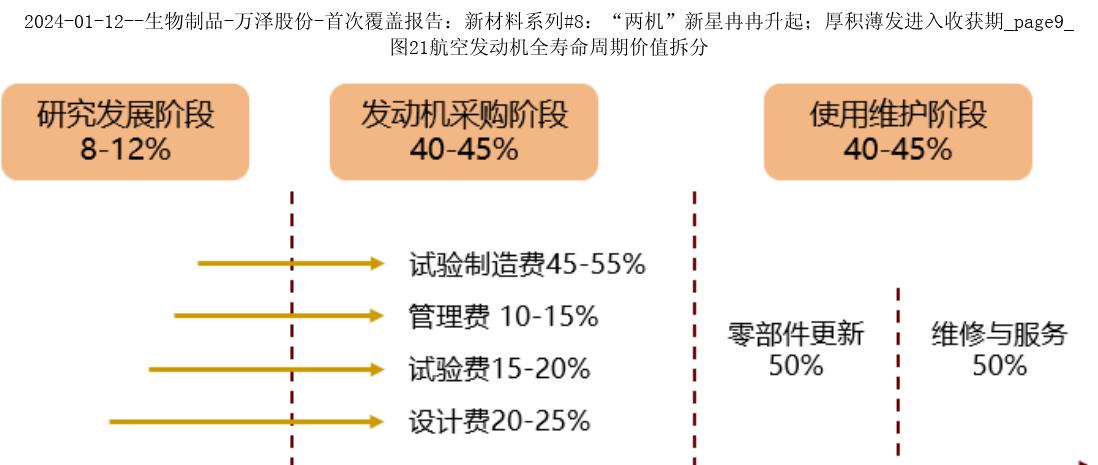 2024-01-12--生物制品-万泽股份-首次覆盖报告：新材料系列#8：“两机”新星冉冉升起；厚积薄发进入收获期_page9_
图21航空发动机全寿命周期价值拆分
研究发展阶段
8-12%
发动机采购阶段
40-45%
使用维护阶段
40-45%
试验制造费45-55%
管理费 10-15%
试验费15-20%
设计费20-25%
零部件更新
50%
维修与服务
50%